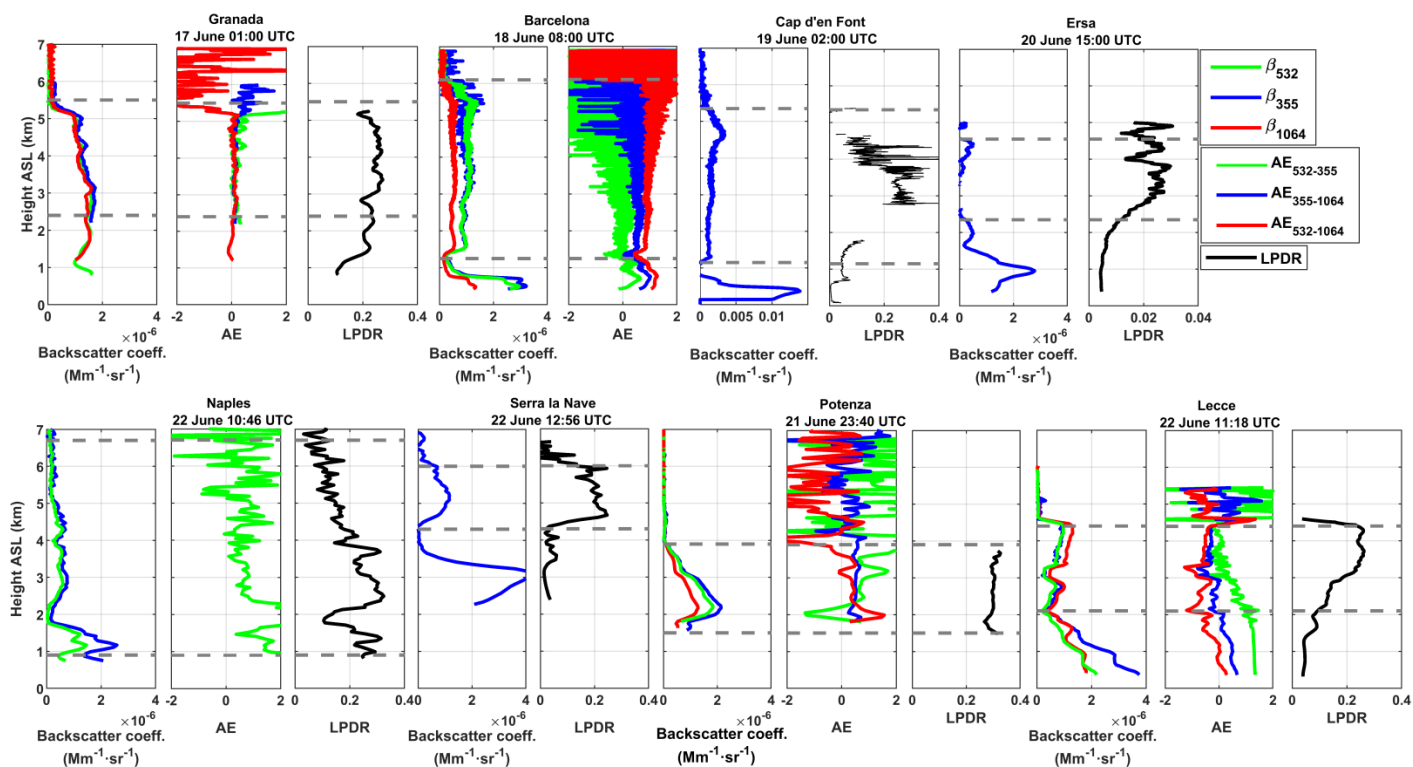 Granada
17 June 01:00 UTC
Barcelona
18 June 08:00 UTC
Cap d'en Font
19 June 02:00 UTC
Ersa
20 June 15:00 UTC
Height ASL (km)
7
6
5
4
3
2
1
0
0 2 4 6
-2 0 2
0 0.2 0.4
0 2 4 6
-2 0 2
0.005 0.01
0 0.2 0.4
0 2 4 6
0 0.02 0.04
×10⁻⁶
AE
LPDR
×10⁻⁶
AE
LPDR
×10⁻⁶
LPDR
Backscatter coeff.
(Mm⁻¹·sr⁻¹)
Backscatter coeff.
(Mm⁻¹·sr⁻¹)
Backscatter coeff.
(Mm⁻¹·sr⁻¹)
Backscatter coeff.
(Mm⁻¹·sr⁻¹)
β₅₃₂
β₃₅₅
β₁₀₆₄
AE₅₃₂₋₃₅₅
AE₃₅₅₋₁₀₆₄
AE₅₃₂₋₁₀₆₄
LPDR
Naples
22 June 10:46 UTC
Serra la Nave
22 June 12:56 UTC
Potenza
21 June 23:40 UTC
Lecce
22 June 11:18 UTC
Height ASL (km)
7
6
5
4
3
2
1
0
0 2 4 6
-2 0 2
0 0.2 0.4
0 2 4 6
0 0.2 0.4
0 2 4 6
-2 0 2
0 0.2 0.4
0 2 4 6
-2 0 2
0 0.2 0.4
×10⁻⁶
AE
LPDR
×10⁻⁶
LPDR
×10⁻⁶
AE
LPDR
×10⁻⁶
AE
LPDR
Backscatter coeff.
(Mm⁻¹·sr⁻¹)
Backscatter coeff.
(Mm⁻¹·sr⁻¹)
Backscatter coeff.
(Mm⁻¹·sr⁻¹)
Backscatter coeff.
(Mm⁻¹·sr⁻¹)